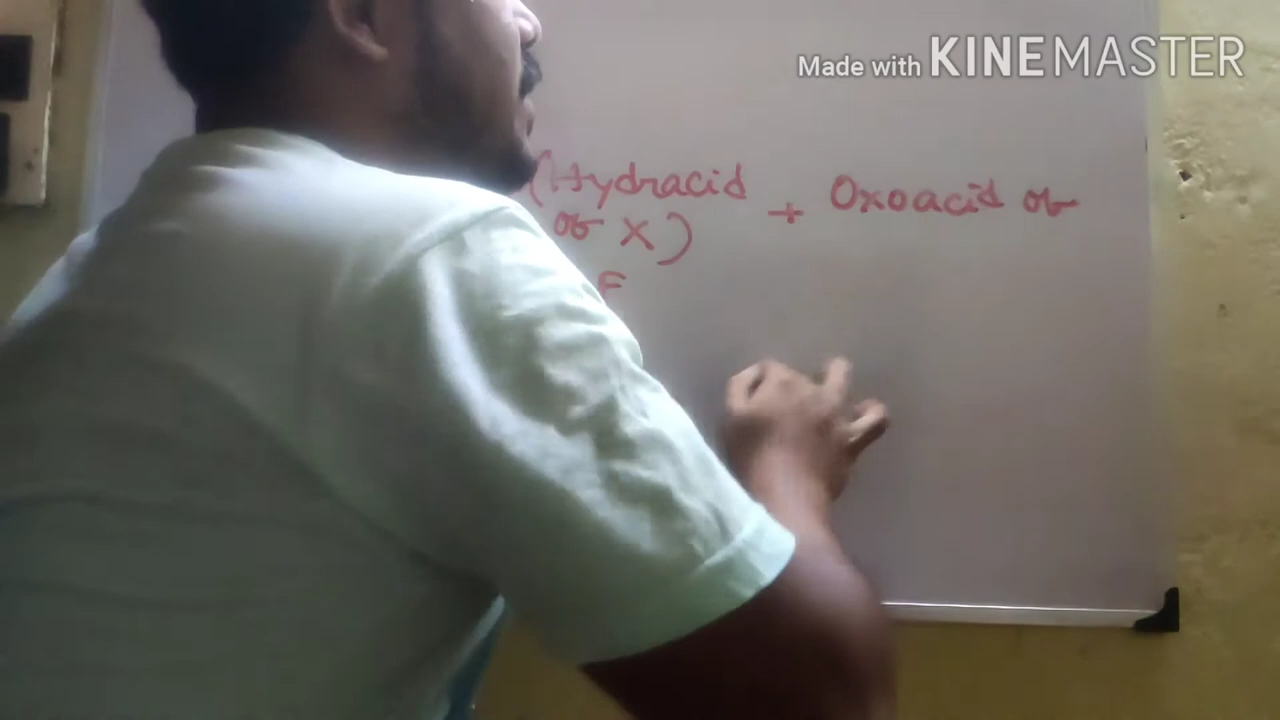 Made with KINEMASTER
(Hydracid + Oxoacid of
of X)
F